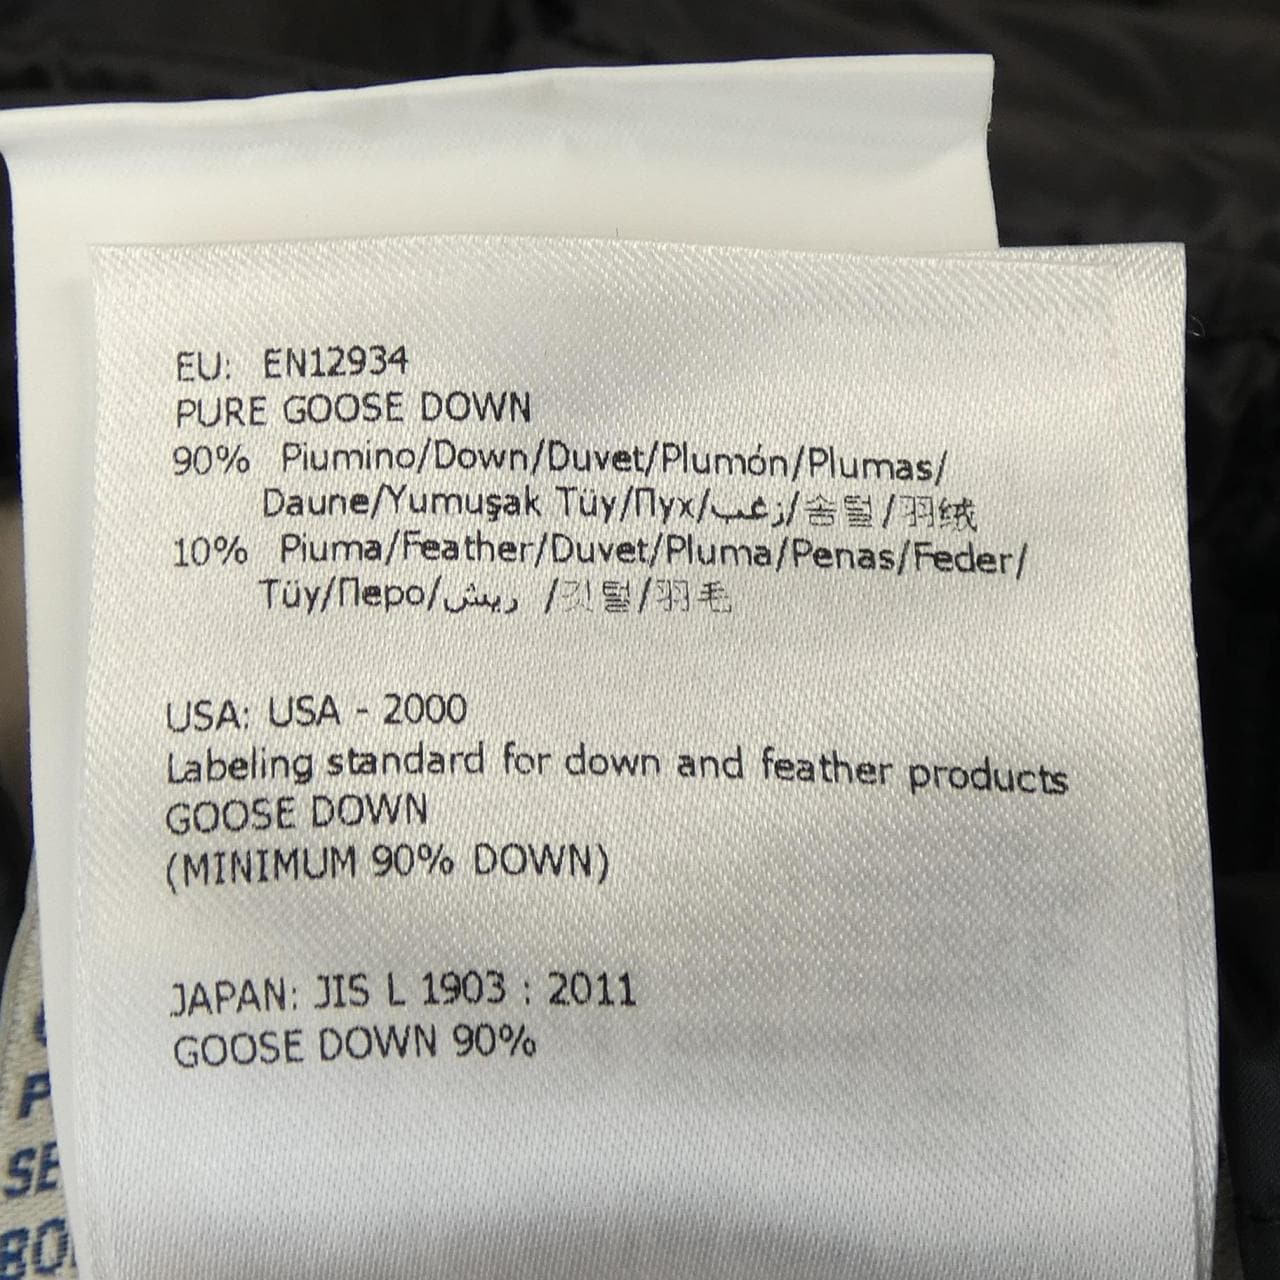 EU: EN12934
PURE GOOSE DOWN
90% Piumino/Down/Duvet/Plumón/Plumas/
Daune/Yumuşak Tüy/Пух/زغب/솜털/羽绒
10% Piuma/Feather/Duvet/Pluma/Penas/Feder/
Tüy/Перо/ريش /깃털/羽毛
USA: USA - 2000
Labeling standard for down and feather products
GOOSE DOWN
(MINIMUM 90% DOWN)
JAPAN: JIS L 1903 : 2011
GOOSE DOWN 90%